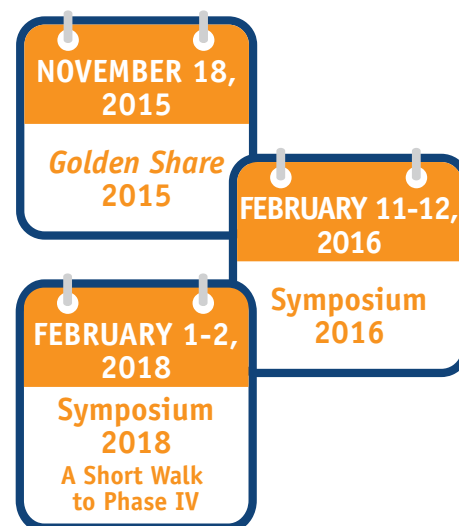 NOVEMBER 18,
2015
Golden Share
2015
FEBRUARY 11-12,
2016
Symposium
2016
FEBRUARY 1-2,
2018
Symposium
2018
A Short Walk
to Phase IV